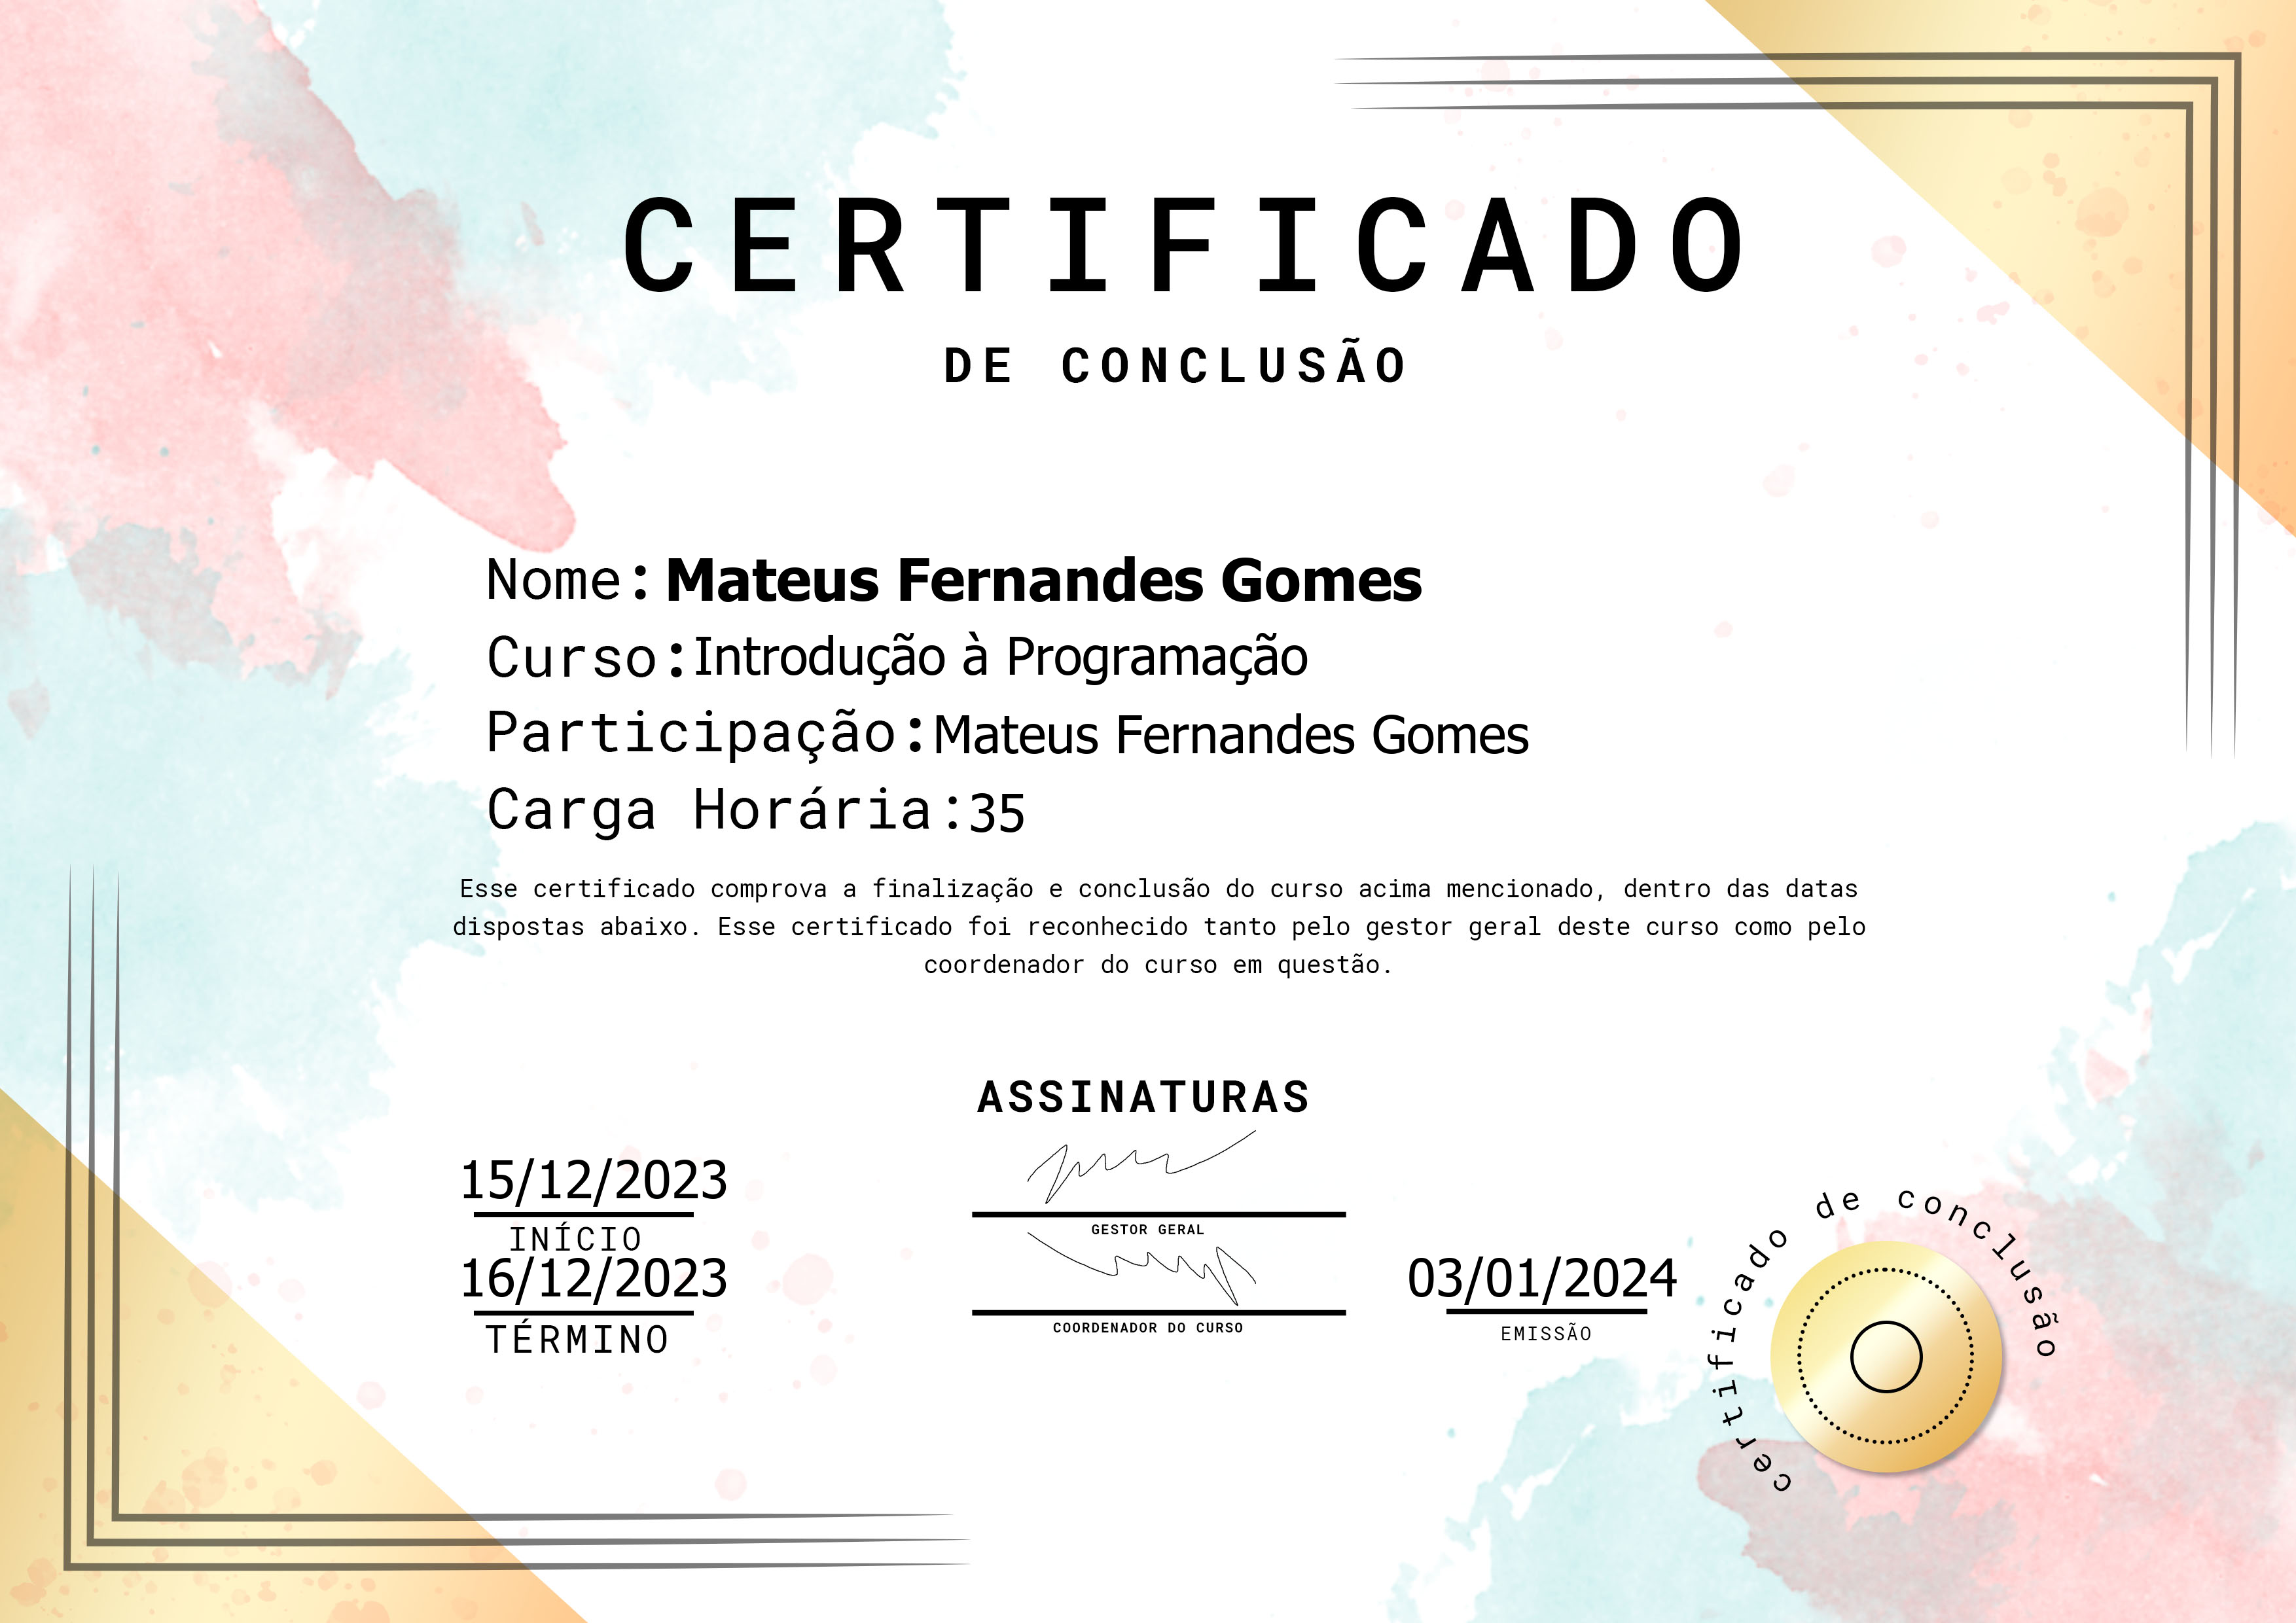 CERTIFICADO
DE CONCLUSÃO
Nome: Mateus Fernandes Gomes
Curso:Introdução à Programação
Participação:Mateus Fernandes Gomes
Carga Horária:35
Esse certificado comprova a finalização e conclusão do curso acima mencionado, dentro das datas
dispostas abaixo. Esse certificado foi reconhecido tanto pelo gestor geral deste curso como pelo
coordenador do curso em questão.
ASSINATURAS
15/12/2023
INÍCIO
GESTOR GERAL
16/12/2023
TÉRMINO
COORDENADOR DO CURSO
03/01/2024
EMISSÃO
certificado de conclusão